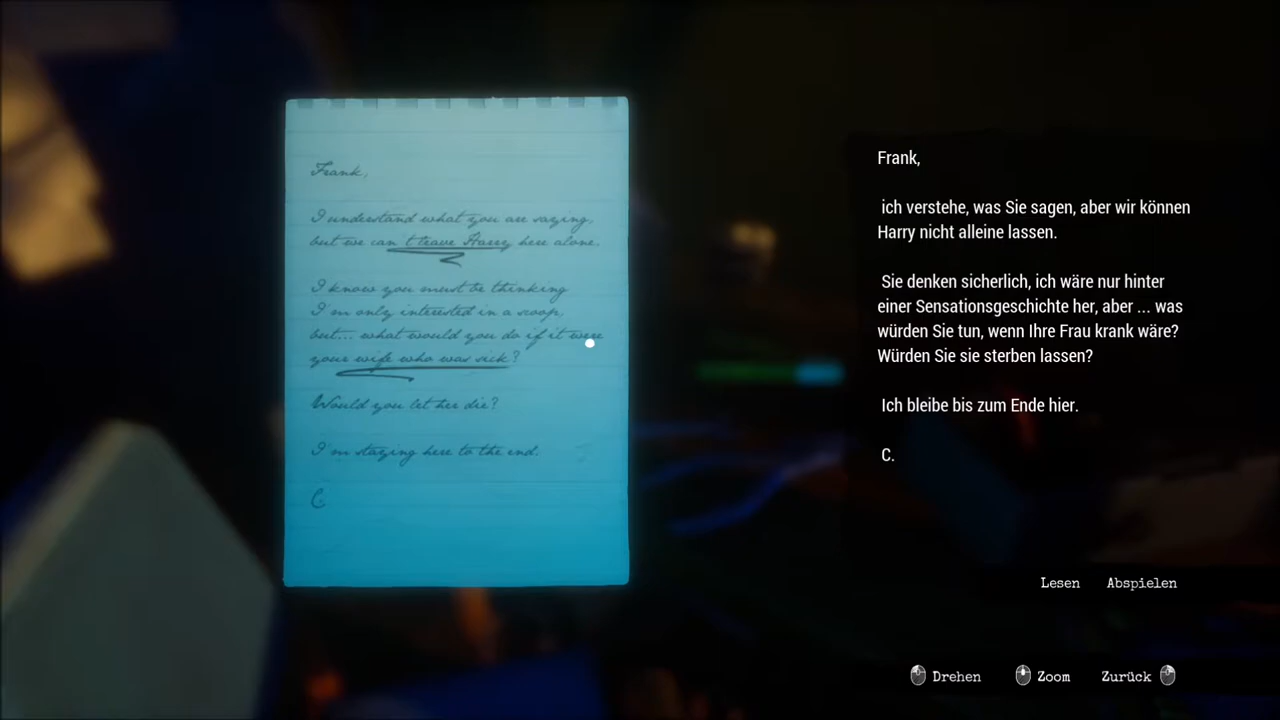 Frank,
I understand what you are saying,
but we can't leave Harry here alone.
I know you must be thinking
I'm only interested in a scoop,
but... what would you do if it were
your wife who was sick?
Would you let her die?
I'm staying here to the end.
C
Frank,
ich verstehe, was Sie sagen, aber wir können
Harry nicht alleine lassen.
Sie denken sicherlich, ich wäre nur hinter
einer Sensationsgeschichte her, aber ... was
würden Sie tun, wenn Ihre Frau krank wäre?
Würden Sie sie sterben lassen?
Ich bleibe bis zum Ende hier.
C.
Lesen Abspielen
Drehen Zoom Zurück